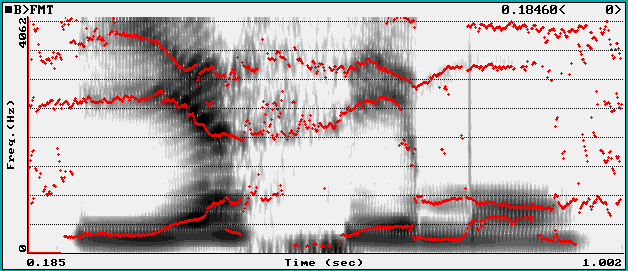 ■B>FMT 0.18460< 0>
4062
Freq.(Hz)
0
0.185 Time (sec) 1.002